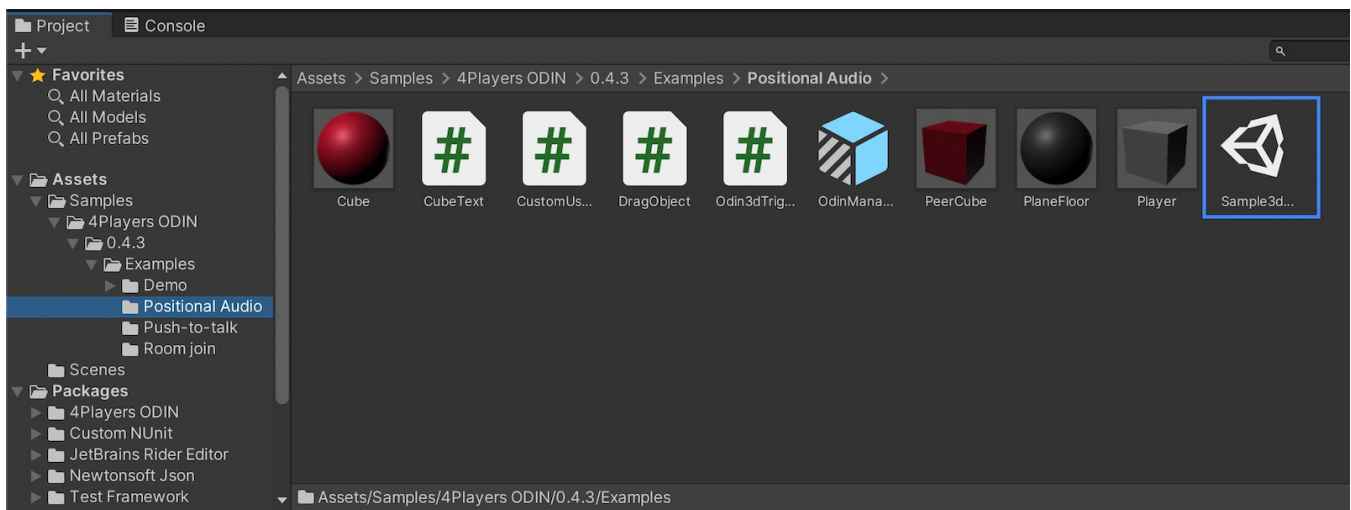 Project
Console
Favorites
All Materials
All Models
All Prefabs
Assets
Samples
4Players ODIN
0.4.3
Examples
Demo
Positional Audio
Push-to-talk
Room join
Scenes
Packages
4Players ODIN
Custom NUnit
JetBrains Rider Editor
Newtonsoft Json
Test Framework
Assets > Samples > 4Players ODIN > 0.4.3 > Examples > Positional Audio >
Cube
CubeText
CustomUs...
DragObject
Odin3dTrig...
OdinMana...
PeerCube
PlaneFloor
Player
Sample3d...
Assets/Samples/4Players ODIN/0.4.3/Examples